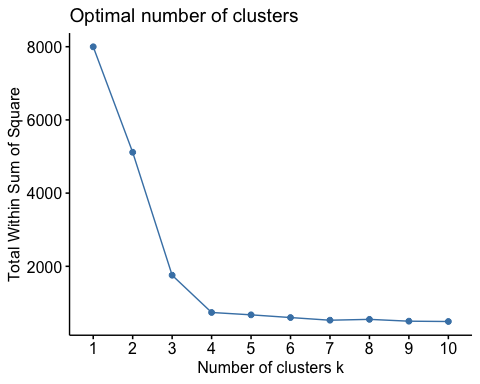 Optimal number of clusters
8000
6000
4000
2000
Total Within Sum of Square
1 2 3 4 5 6 7 8 9 10
Number of clusters k